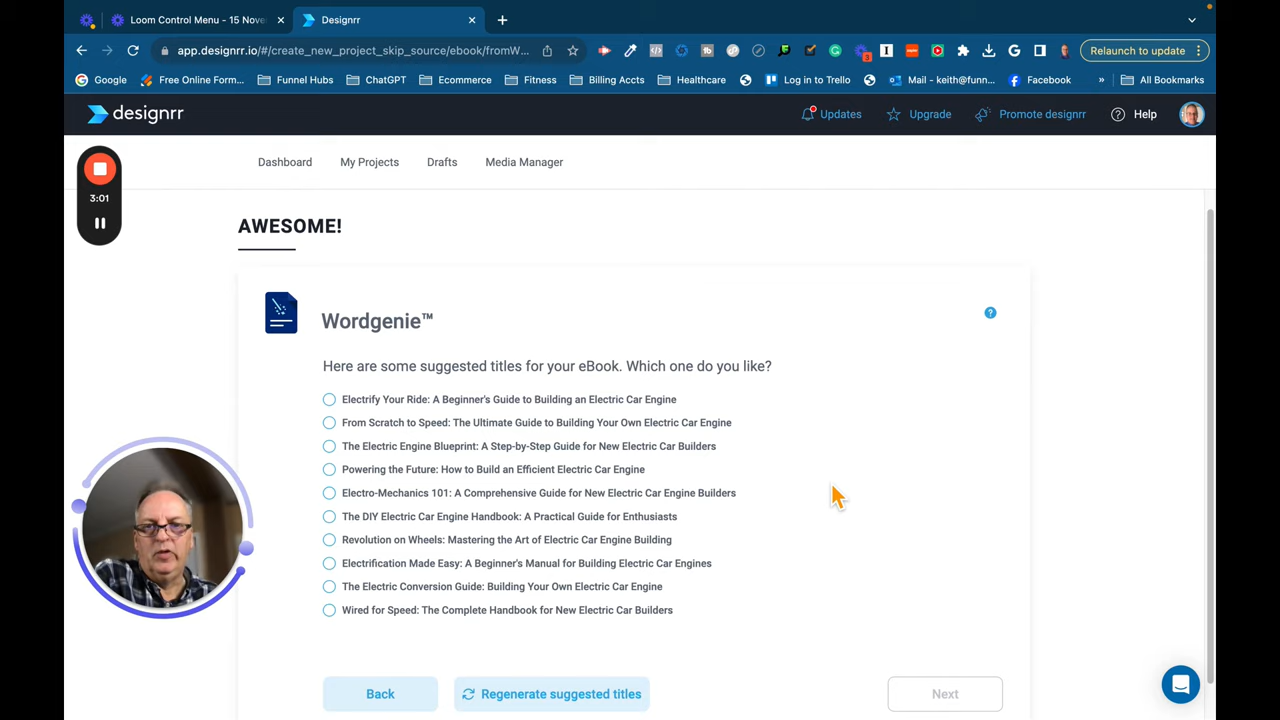 Loom Control Menu - 15 Nove
Designrr
app.designrr.io/#/create_new_project_skip_source/ebook/fromW...
3
Relaunch to update
Google
Free Online Form...
Funnel Hubs
ChatGPT
Ecommerce
Fitness
Billing Accts
Healthcare
Log in to Trello
Mail - keith@funn...
Facebook
»
All Bookmarks
designrr
Updates
Upgrade
Promote designrr
Help
Dashboard
My Projects
Drafts
Media Manager
3:01
AWESOME!
Wordgenie™
Here are some suggested titles for your eBook. Which one do you like?
Electrify Your Ride: A Beginner's Guide to Building an Electric Car Engine
From Scratch to Speed: The Ultimate Guide to Building Your Own Electric Car Engine
The Electric Engine Blueprint: A Step-by-Step Guide for New Electric Car Builders
Powering the Future: How to Build an Efficient Electric Car Engine
Electro-Mechanics 101: A Comprehensive Guide for New Electric Car Engine Builders
The DIY Electric Car Engine Handbook: A Practical Guide for Enthusiasts
Revolution on Wheels: Mastering the Art of Electric Car Engine Building
Electrification Made Easy: A Beginner's Manual for Building Electric Car Engines
The Electric Conversion Guide: Building Your Own Electric Car Engine
Wired for Speed: The Complete Handbook for New Electric Car Builders
Back
Regenerate suggested titles
Next